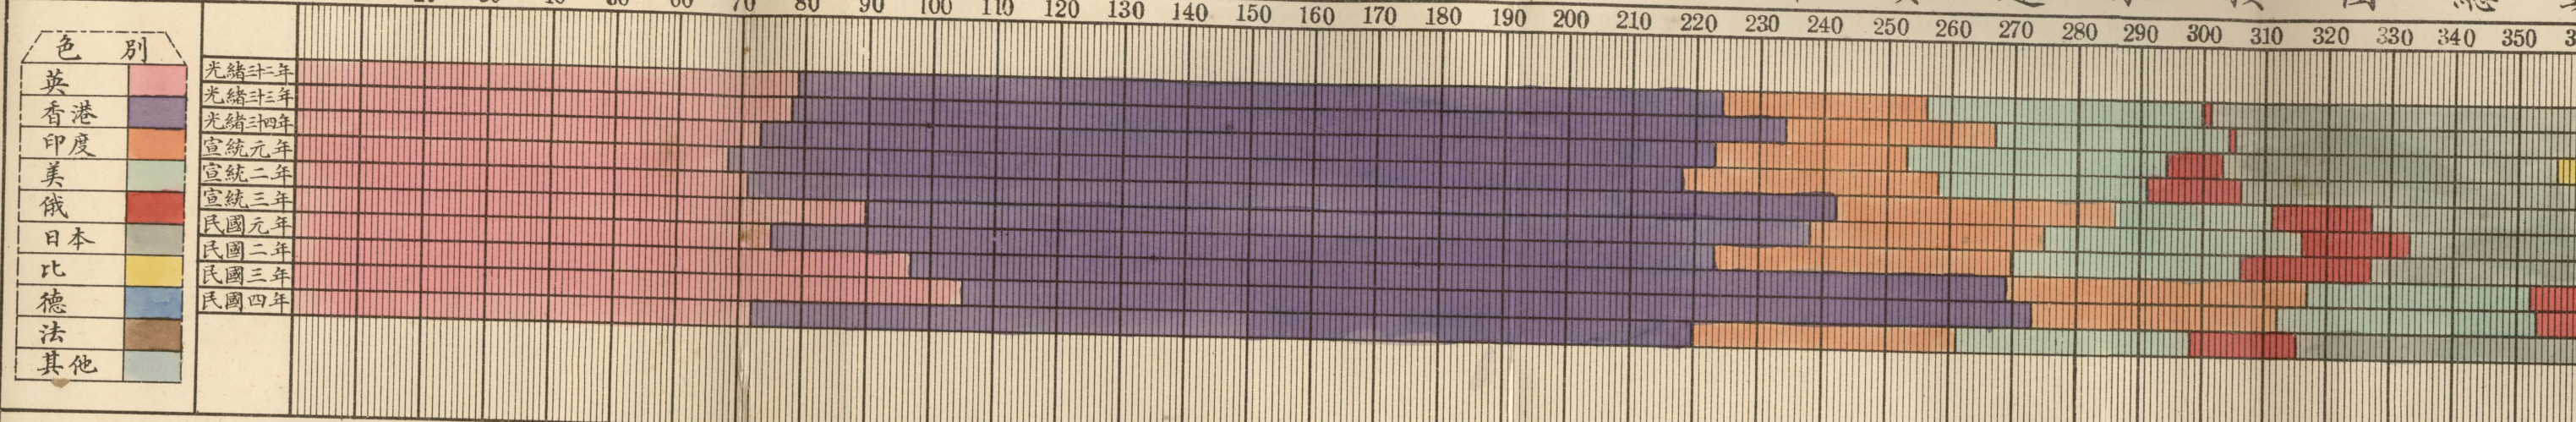 70 80 90 100 110 120 130 140 150 160 170 180 190 200 210 220 230 240 250 260 270 280 290 300 310 320 330 340 350
色別
英
香港
印度
美
俄
日本
比
德
法
其他
光緒三十二年
光緒三十三年
光緒三十四年
宣統元年
宣統二年
宣統三年
民國元年
民國二年
民國三年
民國四年